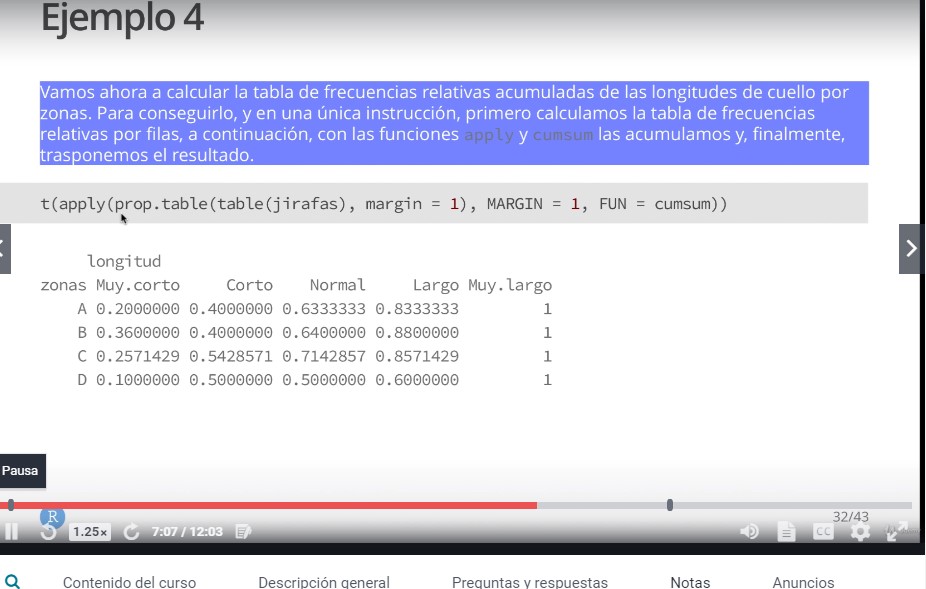 Ejemplo 4
Vamos ahora a calcular la tabla de frecuencias relativas acumuladas de las longitudes de cuello por
zonas. Para conseguirlo, y en una única instrucción, primero calculamos la tabla de frecuencias
relativas por filas, a continuación, con las funciones apply y cumsum las acumulamos y, finalmente,
trasponemos el resultado.
t(apply(prop.table(table(jirafas), margin = 1), MARGIN = 1, FUN = cumsum))
longitud
zonas Muy.corto Corto Normal Largo Muy.largo
A 0.2000000 0.4000000 0.6333333 0.8333333 1
B 0.3600000 0.4000000 0.6400000 0.8800000 1
C 0.2571429 0.5428571 0.7142857 0.8571429 1
D 0.1000000 0.5000000 0.5000000 0.6000000 1
Pausa
R
32/43
5 1.25× 7:07 / 12:03 CC
Contenido del curso Descripción general Preguntas y respuestas Notas Anuncios